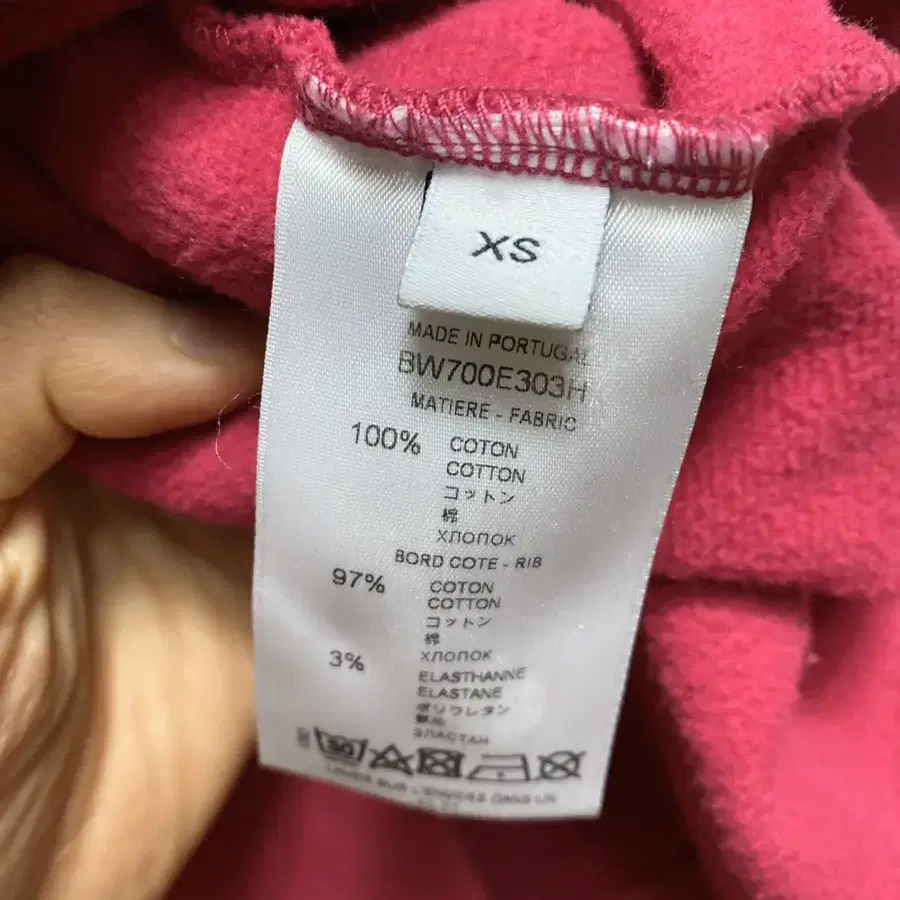 XS
MADE IN PORTUGAL
BW700E303H
MATIERE - FABRIC
100% COTON
COTTON
コットン
棉
ХЛОПОК
BORD COTE - RIB
97% COTON
COTTON
コットン
棉
ХЛОПОК
3% ELASTHANNE
ELASTANE
ポリウレタン
ЭЛАСТАН
30